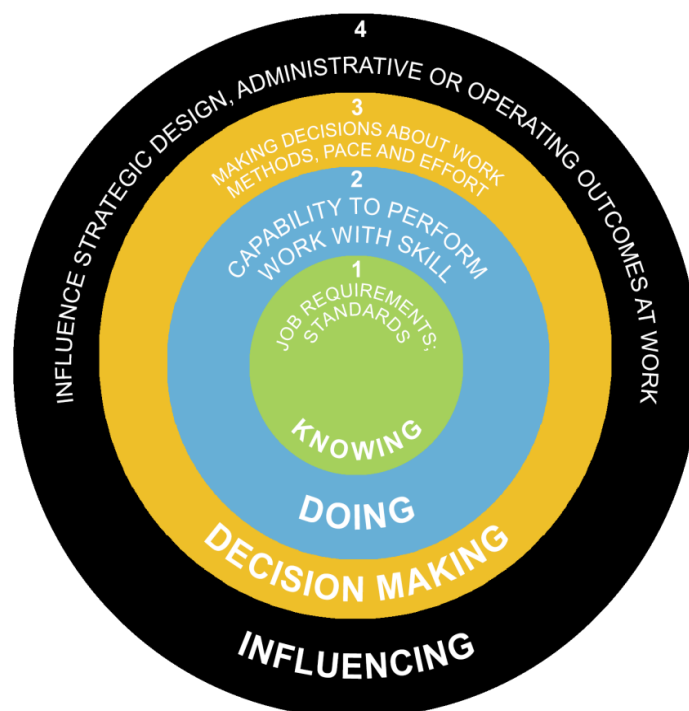 4
INFLUENCE STRATEGIC DESIGN, ADMINISTRATIVE OR OPERATING OUTCOMES AT WORK
3
MAKING DECISIONS ABOUT WORK
METHODS, PACE AND EFFORT
2
CAPABILITY TO PERFORM
WORK WITH SKILL
1
JOB REQUIREMENTS;
STANDARDS
KNOWING
DOING
DECISION MAKING
INFLUENCING